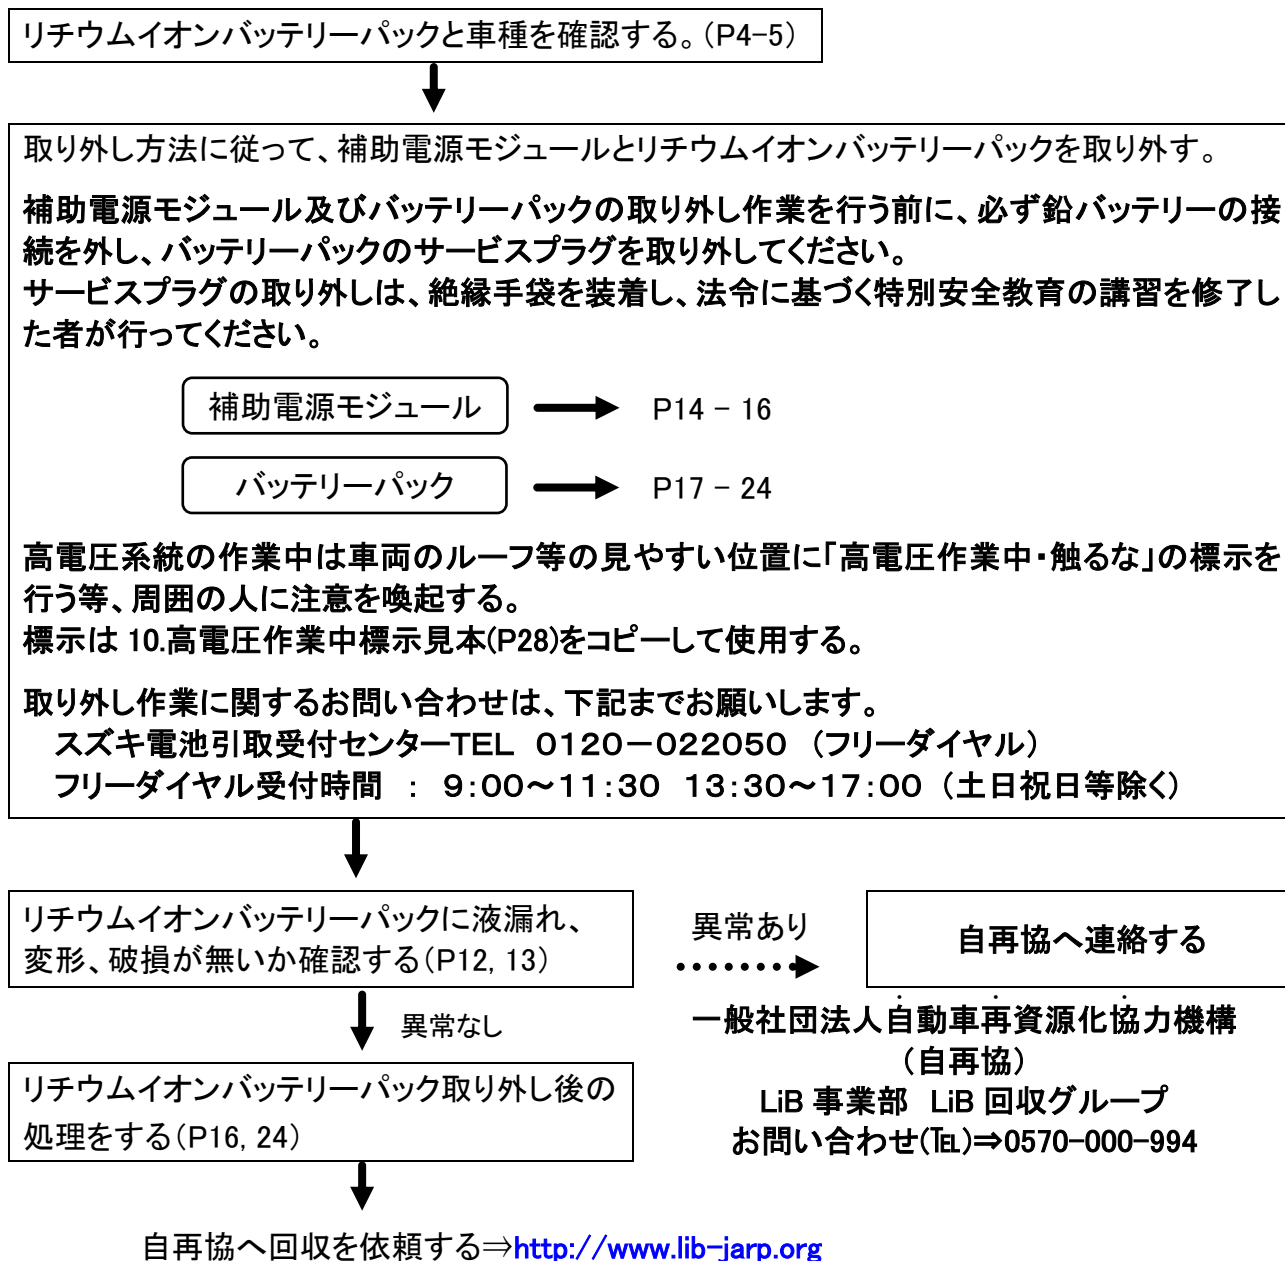 リチウムイオンバッテリーパックと車種を確認する。(P4-5)
取り外し方法に従って、補助電源モジュールとリチウムイオンバッテリーパックを取り外す。
補助電源モジュール及びバッテリーパックの取り外し作業を行う前に、必ず鉛バッテリーの接
続を外し、バッテリーパックのサービスプラグを取り外してください。
サービスプラグの取り外しは、絶縁手袋を装着し、法令に基づく特別安全教育の講習を修了し
た者が行ってください。
補助電源モジュール P14 - 16
バッテリーパック P17 - 24
高電圧系統の作業中は車両のルーフ等の見やすい位置に「高電圧作業中・触るな」の標示を
行う等、周囲の人に注意を喚起する。
標示は 10.高電圧作業中標示見本(P28)をコピーして使用する。
取り外し作業に関するお問い合わせは、下記までお願いします。
スズキ電池引取受付センターTEL 0120-022050 (フリーダイヤル)
フリーダイヤル受付時間 : 9:00~11:30 13:30~17:00 (土日祝日等除く)
リチウムイオンバッテリーパックに液漏れ、
変形、破損が無いか確認する(P12, 13)
異常あり
自再協へ連絡する
異常なし
一般社団法人自動車再資源化協力機構
(自再協)
LiB 事業部 LiB 回収グループ
お問い合わせ(℡)⇒0570-000-994
リチウムイオンバッテリーパック取り外し後の
処理をする(P16, 24)
自再協へ回収を依頼する⇒http://www.lib-jarp.org